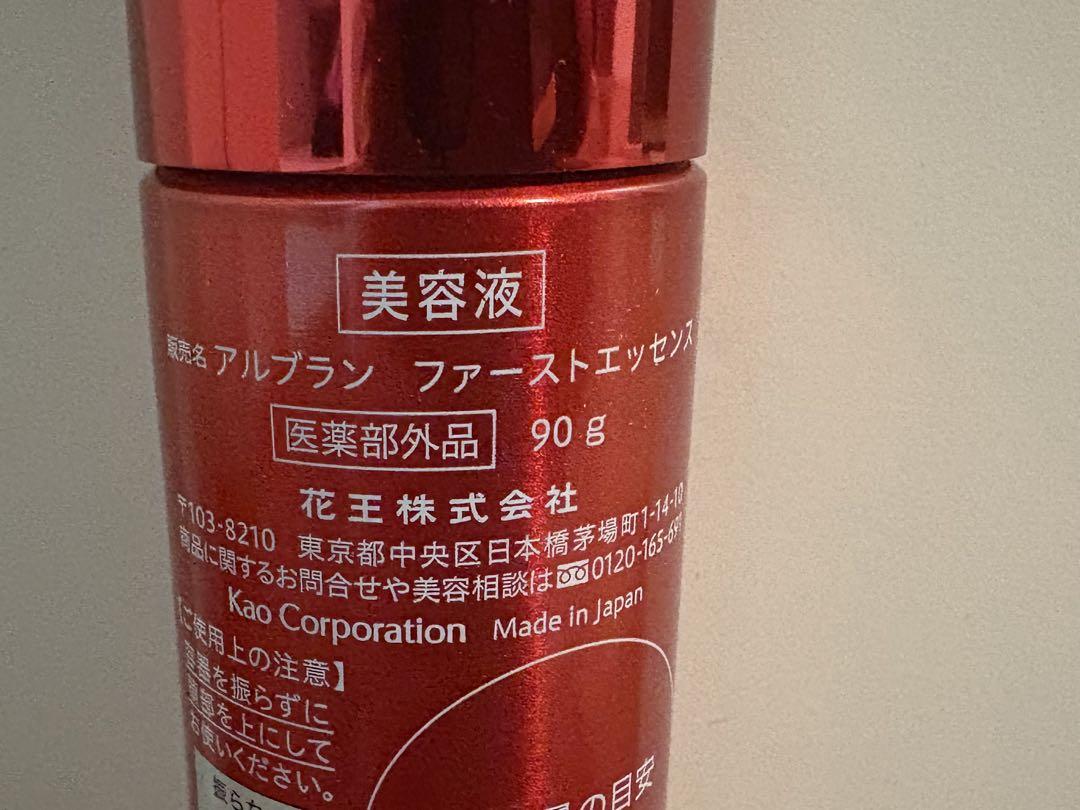 美容液
販売名 アルブラン ファーストエッセンス
医薬部外品 90g
花王株式会社
〒103-8210 東京都中央区日本橋茅場町1-14-10
商品に関するお問合せや美容相談は 0120-165-69
Kao Corporation Made in Japan
ご使用上の注意】
容器を振らずに
頭部を上にして
お使いください。
の目安